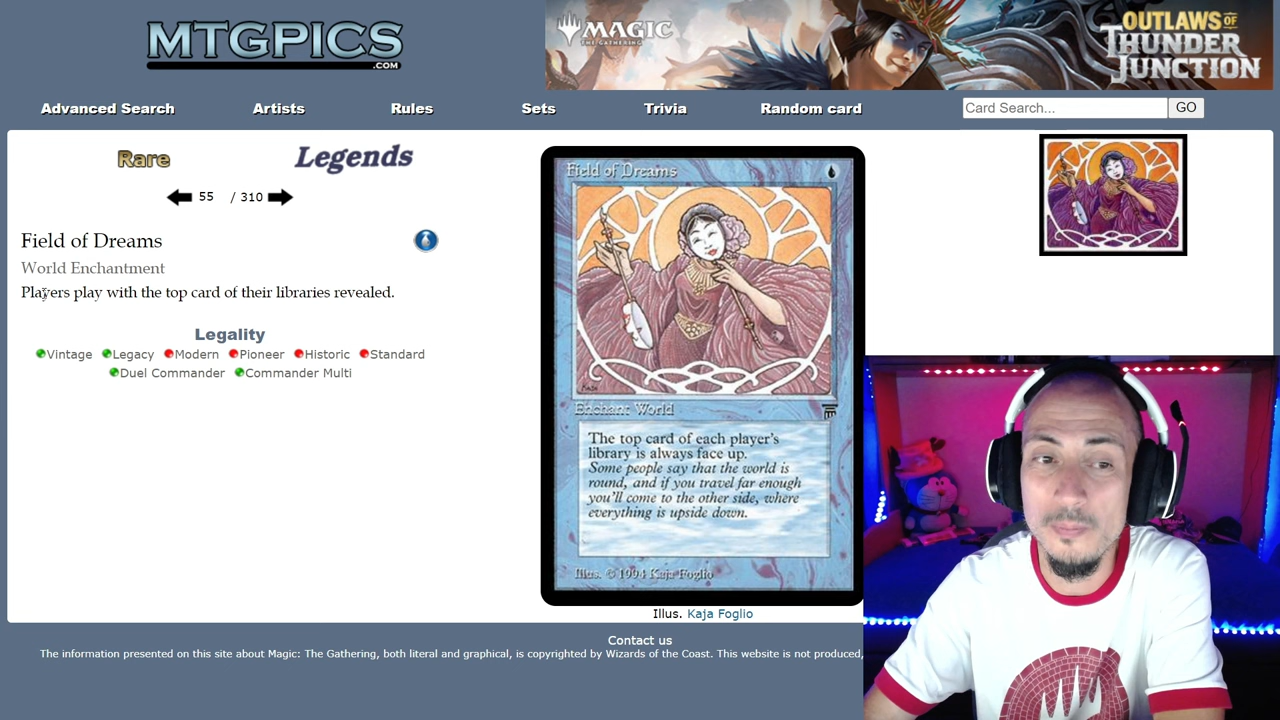 MTGPICS
.COM
MAGIC
THE GATHERING
OUTLAWS OF
THUNDER
JUNCTION
Advanced Search
Artists
Rules
Sets
Trivia
Random card
Card Search...
GO
Rare
Legends
55 / 310
Field of Dreams
World Enchantment
Players play with the top card of their libraries revealed.
Legality
Vintage Legacy Modern Pioneer Historic Standard
Duel Commander Commander Multi
Field of Dreams
Enchant World
The top card of each player's
library is always face up.
Some people say that the world is
round, and if you travel far enough
you'll come to the other side, where
everything is upside down.
Illus. © 1994 Kaja Foglio
Illus. Kaja Foglio
Contact us
The information presented on this site about Magic: The Gathering, both literal and graphical, is copyrighted by Wizards of the Coast. This website is not produced,